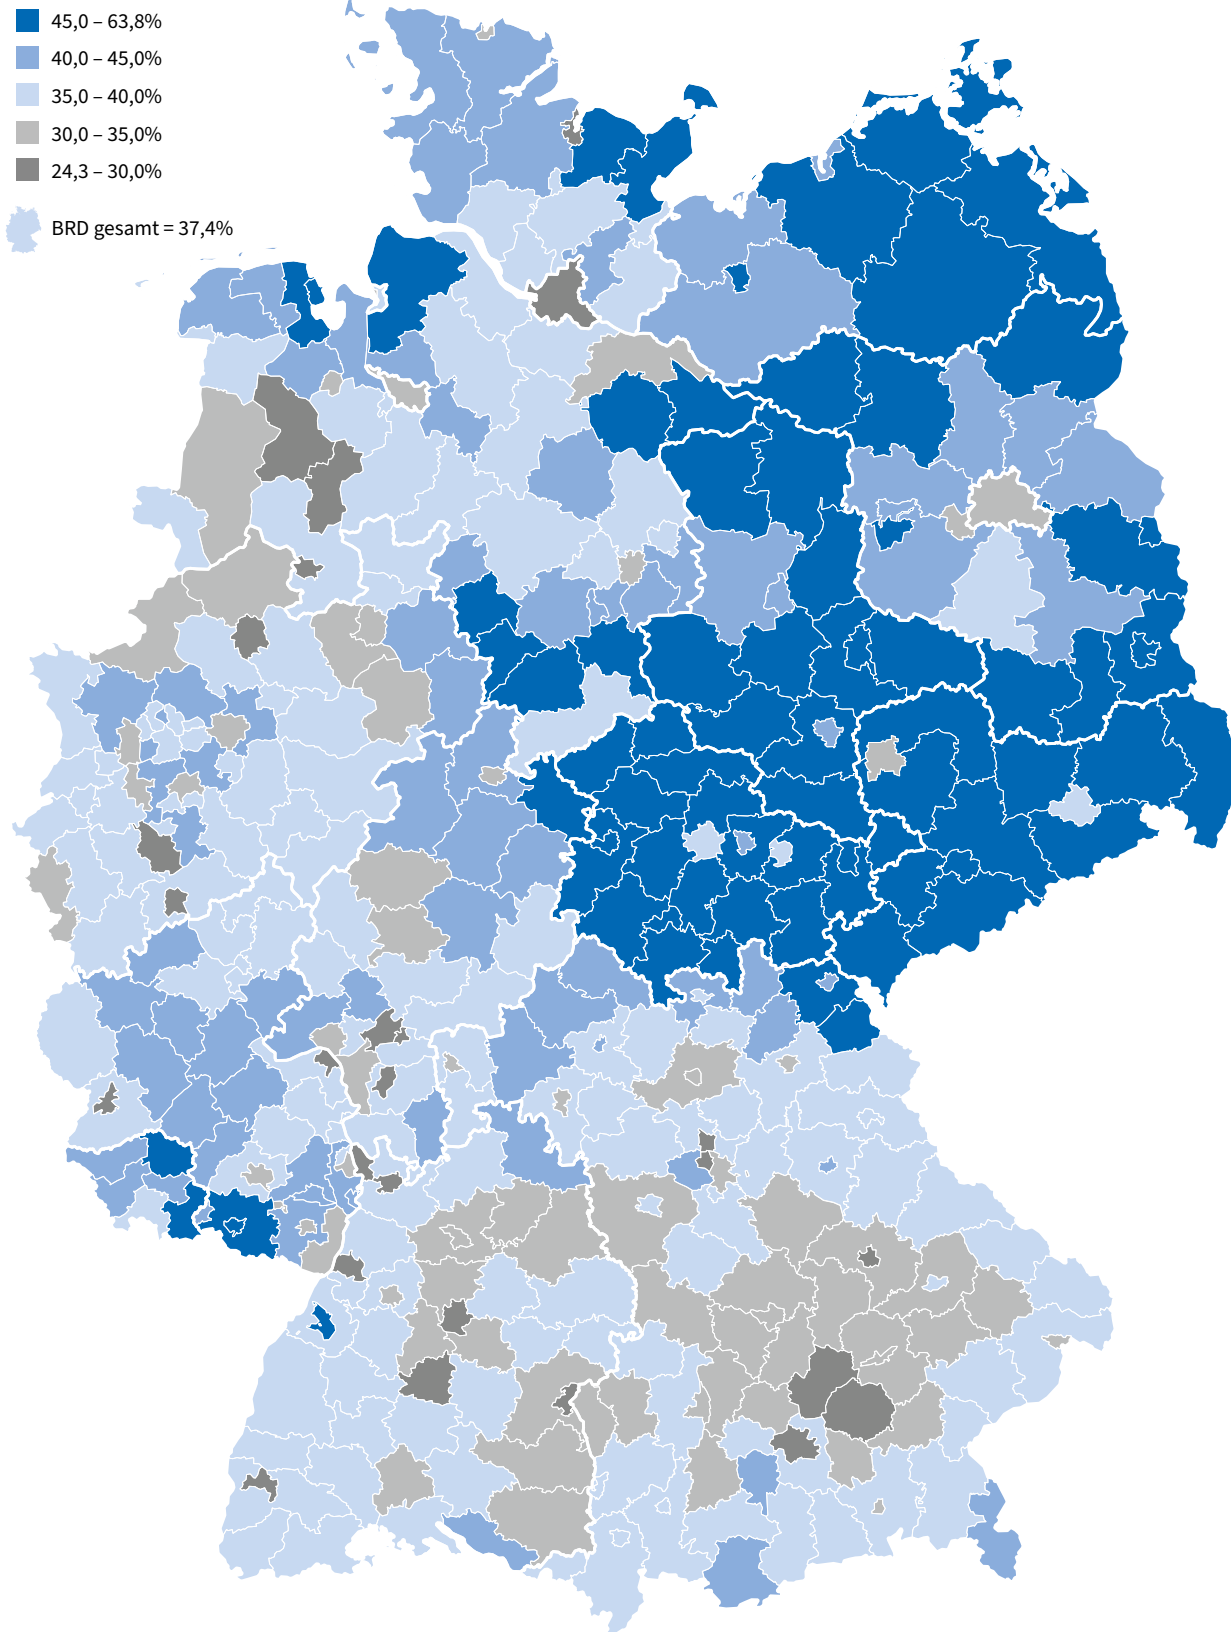 45,0 – 63,8%
40,0 – 45,0%
35,0 – 40,0%
30,0 – 35,0%
24,3 – 30,0%
BRD gesamt = 37,4%